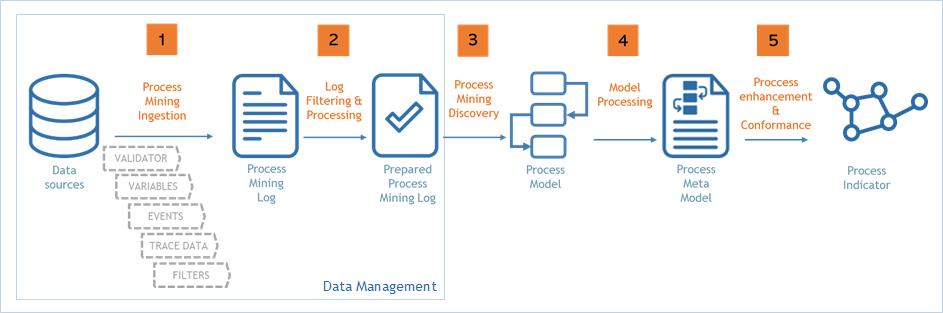 1
2
3
4
5
Process
Mining
Ingestion
Log
Filtering &
Processing
Process
Mining
Discovery
Model
Processing
Proccess
enhancement
&
Conformance
Data
sources
Process
Mining
Log
Prepared
Process
Mining Log
Process
Model
Process
Meta
Model
Process
Indicator
VALIDATOR
VARIABLES
EVENTS
TRACE DATA
FILTERS
Data Management